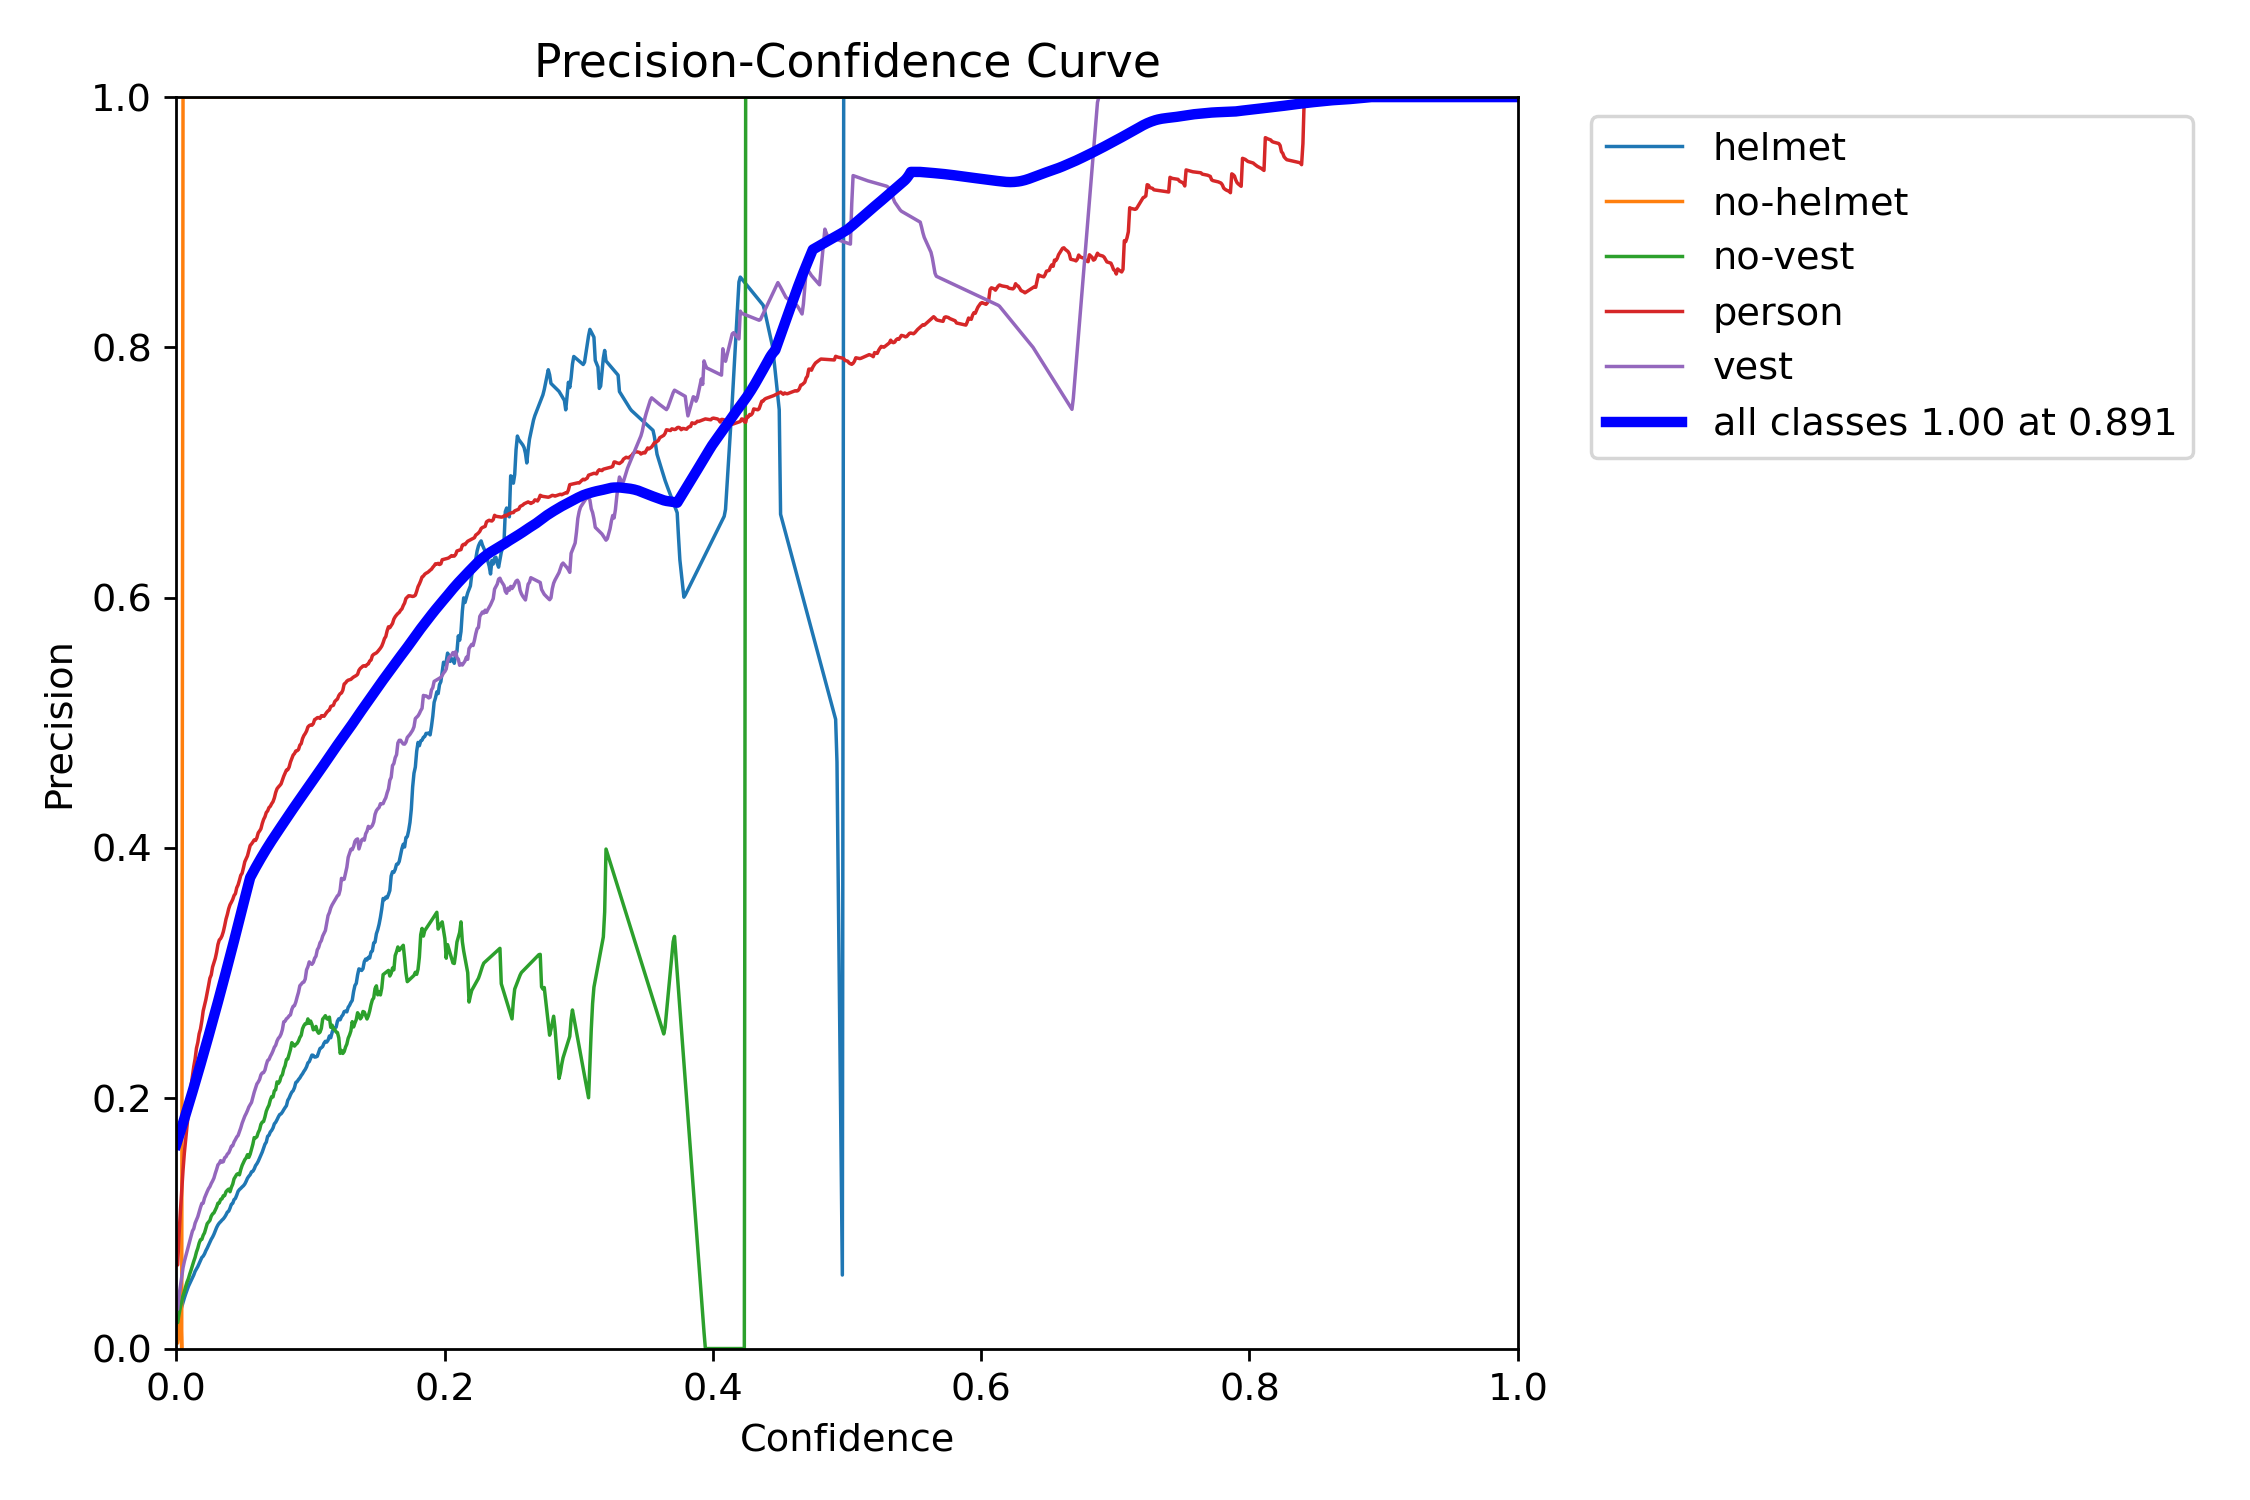 Precision-Confidence Curve
1.0
0.8
0.6
0.4
0.2
0.0
Precision
0.0 0.2 0.4 0.6 0.8 1.0
Confidence
helmet
no-helmet
no-vest
person
vest
all classes 1.00 at 0.891